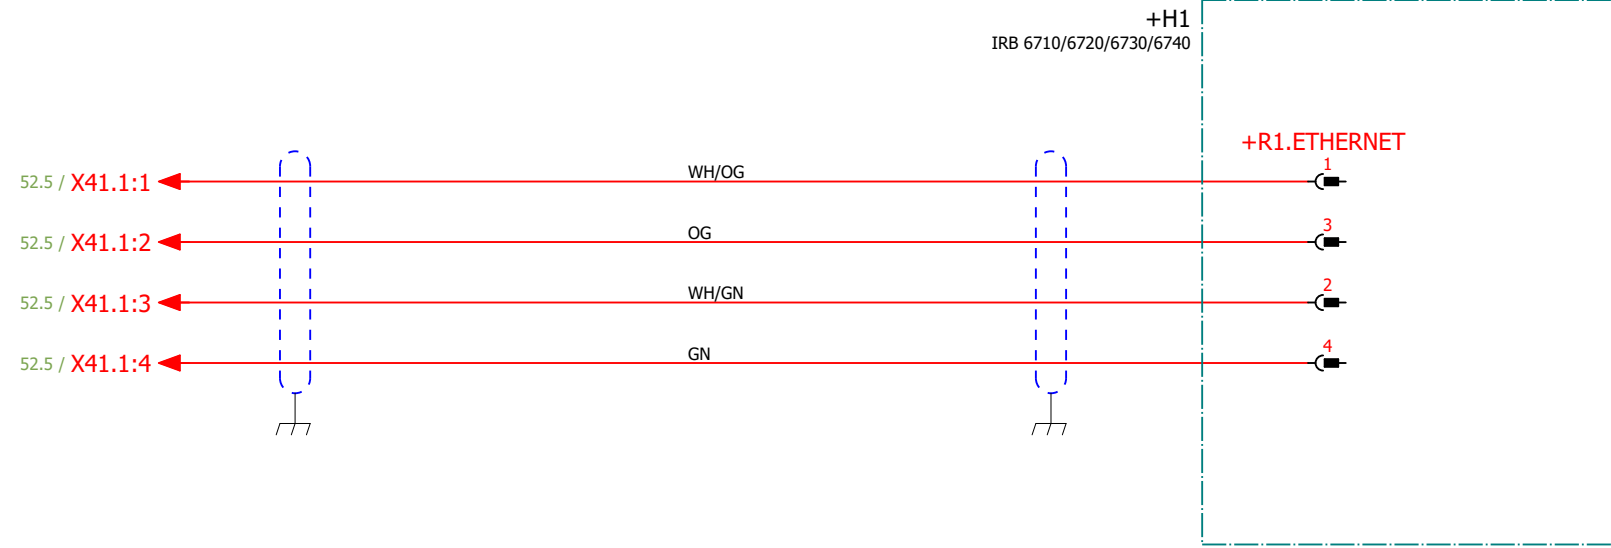 +H1
IRB 6710/6720/6730/6740
+R1.ETHERNET
52.5 / X41.1:1 WH/OG 1
52.5 / X41.1:2 OG 3
52.5 / X41.1:3 WH/GN 2
52.5 / X41.1:4 GN 4